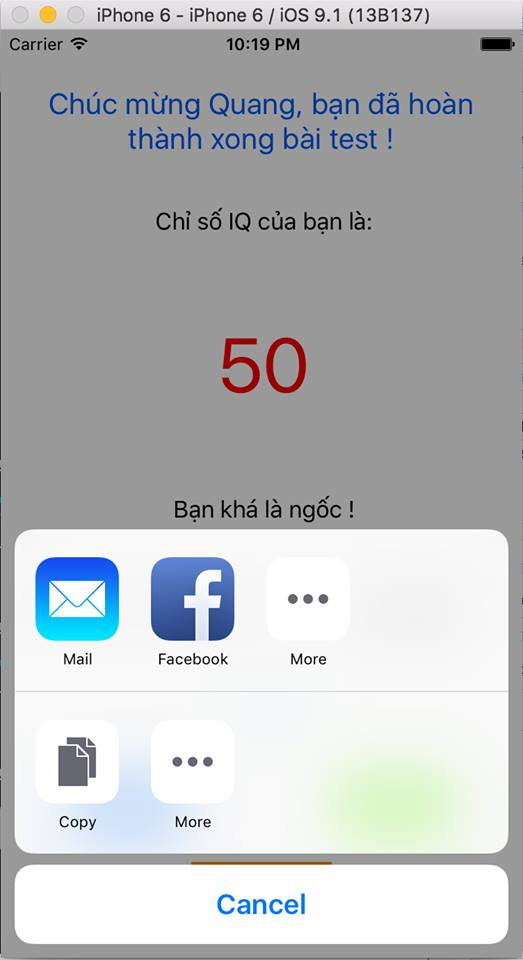 iPhone 6 - iPhone 6 / iOS 9.1 (13B137)
Carrier 10:19 PM
Chúc mừng Quang, bạn đã hoàn
thành xong bài test !
Chỉ số IQ của bạn là:
50
Bạn khá là ngốc !
Mail Facebook More
Copy More
Cancel